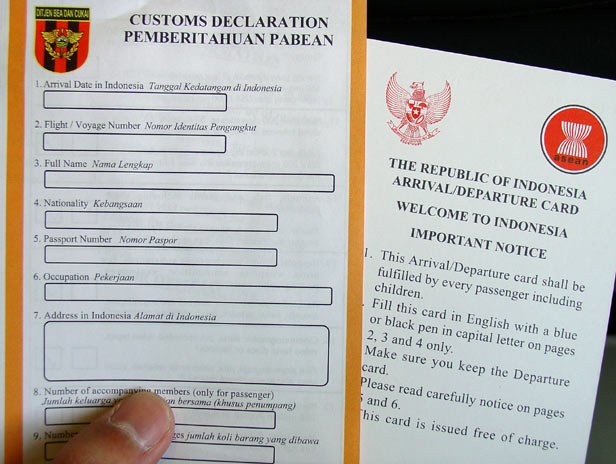 DITJEN BEA DAN CUKAI
CUSTOMS DECLARATION
PEMBERITAHUAN PABEAN
1. Arrival Date in Indonesia Tanggal Kedatangan di Indonesia
2. Flight / Voyage Number Nomor Identitas Pengangkut
3. Full Name Nama Lengkap
4. Nationality Kebangsaan
5. Passport Number Nomor Paspor
6. Occupation Pekerjaan
7. Address in Indonesia Alamat di Indonesia
8. Number of accompanying members (only for passenger)
Jumlah keluarga bersama (khusus penumpang)
9. jumlah koli barang yang dibawa
asean
THE REPUBLIC OF INDONESIA
ARRIVAL/DEPARTURE CARD
WELCOME TO INDONESIA
IMPORTANT NOTICE
1. This Arrival/Departure card shall be
fulfilled by every passenger including
children.
Fill this card in English with a blue
or black pen in capital letter on pages
2, 3 and 4 only.
Make sure you keep the Departure
card.
Please read carefully notice on pages
5 and 6.
This card is issued free of charge.